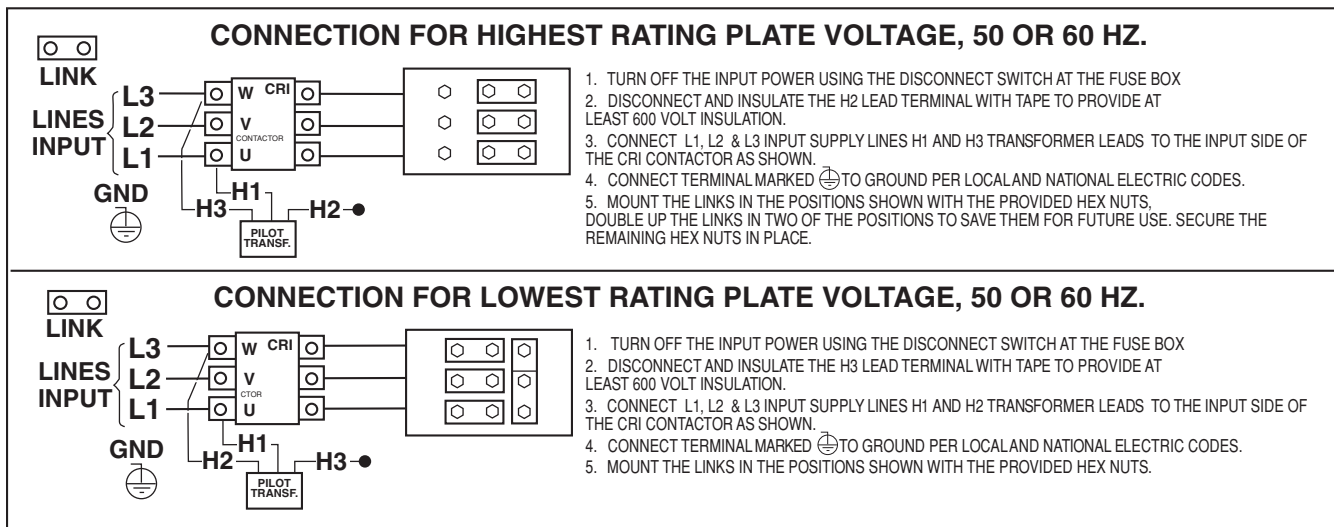 CONNECTION FOR HIGHEST RATING PLATE VOLTAGE, 50 OR 60 HZ.
LINK
LINES
INPUT
L3
L2
L1
GND
W CRI
V
CONTACTOR
U
H1
H3
H2
PILOT
TRANSF.
1. TURN OFF THE INPUT POWER USING THE DISCONNECT SWITCH AT THE FUSE BOX
2. DISCONNECT AND INSULATE THE H2 LEAD TERMINAL WITH TAPE TO PROVIDE AT
LEAST 600 VOLT INSULATION.
3. CONNECT L1, L2 & L3 INPUT SUPPLY LINES H1 AND H3 TRANSFORMER LEADS TO THE INPUT SIDE OF
THE CRI CONTACTOR AS SHOWN.
4. CONNECT TERMINAL MARKED TO GROUND PER LOCAL AND NATIONAL ELECTRIC CODES.
5. MOUNT THE LINKS IN THE POSITIONS SHOWN WITH THE PROVIDED HEX NUTS,
DOUBLE UP THE LINKS IN TWO OF THE POSITIONS TO SAVE THEM FOR FUTURE USE. SECURE THE
REMAINING HEX NUTS IN PLACE.
CONNECTION FOR LOWEST RATING PLATE VOLTAGE, 50 OR 60 HZ.
LINK
LINES
INPUT
L3
L2
L1
GND
W CRI
V
CTOR
U
H1
H2
H3
PILOT
TRANSF.
1. TURN OFF THE INPUT POWER USING THE DISCONNECT SWITCH AT THE FUSE BOX
2. DISCONNECT AND INSULATE THE H3 LEAD TERMINAL WITH TAPE TO PROVIDE AT
LEAST 600 VOLT INSULATION.
3. CONNECT L1, L2 & L3 INPUT SUPPLY LINES H1 AND H2 TRANSFORMER LEADS TO THE INPUT SIDE OF
THE CRI CONTACTOR AS SHOWN.
4. CONNECT TERMINAL MARKED TO GROUND PER LOCAL AND NATIONAL ELECTRIC CODES.
5. MOUNT THE LINKS IN THE POSITIONS SHOWN WITH THE PROVIDED HEX NUTS.